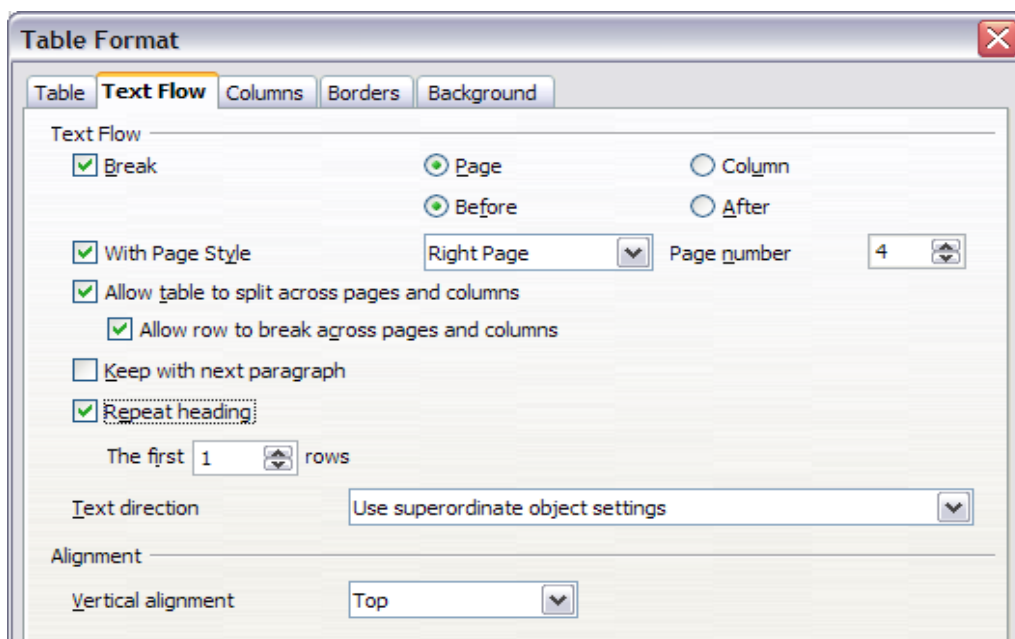 Table Format
Table Text Flow Columns Borders Background
Text Flow
Break Page Column
Before After
With Page Style Right Page Page number 4
Allow table to split across pages and columns
Allow row to break across pages and columns
Keep with next paragraph
Repeat heading
The first 1 rows
Text direction Use superordinate object settings
Alignment
Vertical alignment Top